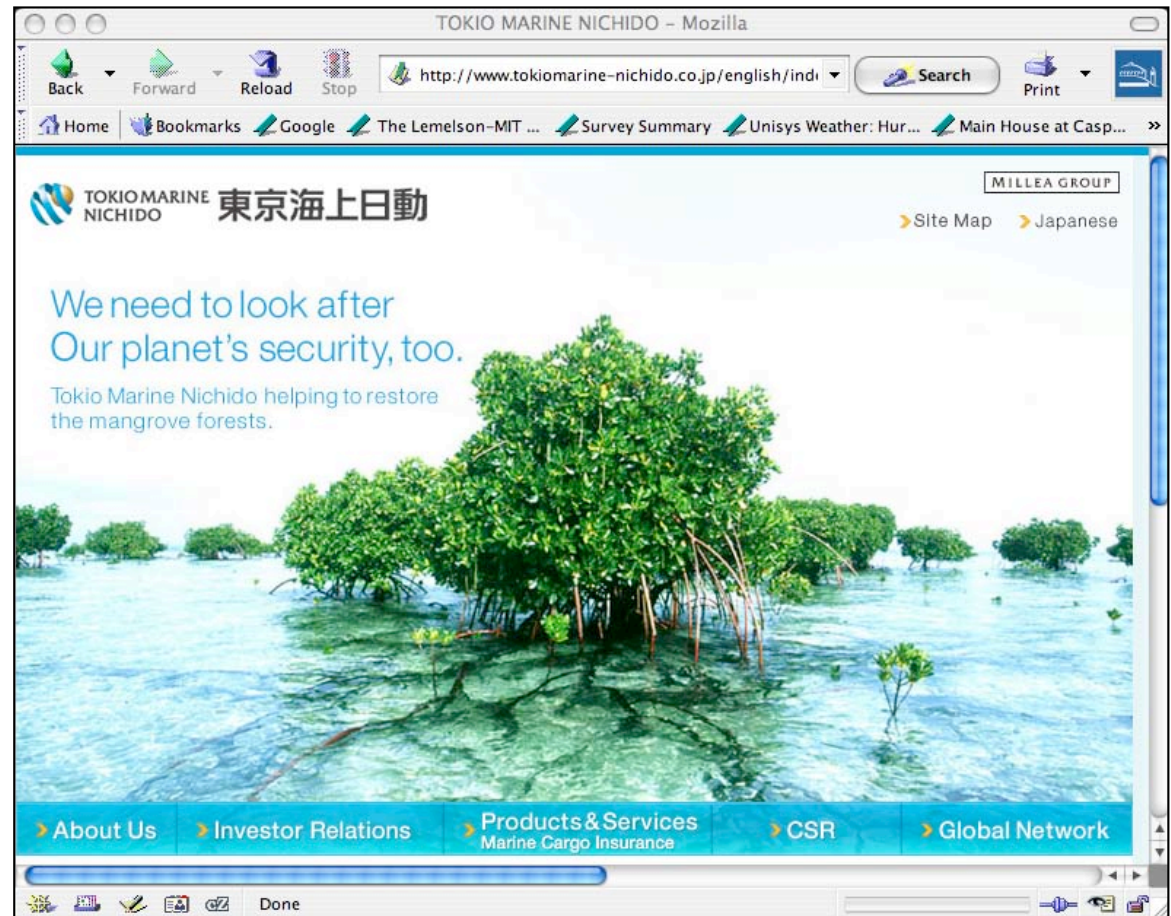 TOKIO MARINE NICHIDO – Mozilla
Back
Forward
Reload
Stop
http://www.tokiomarine-nichido.co.jp/english/ind
Search
Print
Home
Bookmarks
Google
The Lemelson-MIT ...
Survey Summary
Unisys Weather: Hur...
Main House at Casp...
TOKIO MARINE
NICHIDO
東京海上日動
MILLEA GROUP
Site Map
Japanese
We need to look after
Our planet's security, too.
Tokio Marine Nichido helping to restore
the mangrove forests.
About Us
Investor Relations
Products & Services
Marine Cargo Insurance
CSR
Global Network
Done